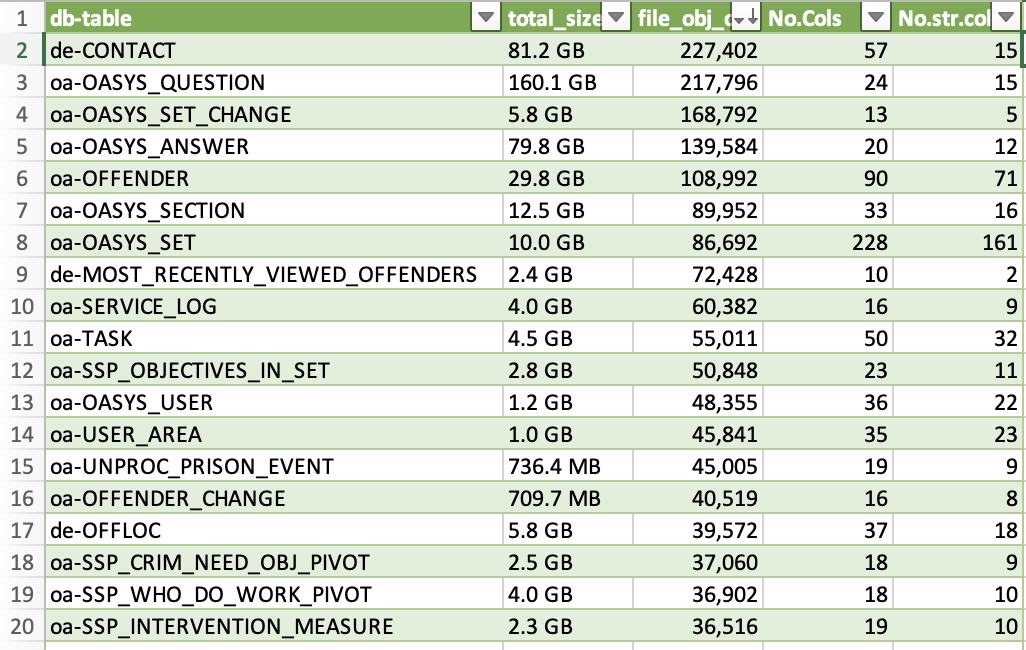 1 db-table total_size file_obj_c No.Cols No.str.col
2 de-CONTACT 81.2 GB 227,402 57 15
3 oa-OASYS_QUESTION 160.1 GB 217,796 24 15
4 oa-OASYS_SET_CHANGE 5.8 GB 168,792 13 5
5 oa-OASYS_ANSWER 79.8 GB 139,584 20 12
6 oa-OFFENDER 29.8 GB 108,992 90 71
7 oa-OASYS_SECTION 12.5 GB 89,952 33 16
8 oa-OASYS_SET 10.0 GB 86,692 228 161
9 de-MOST_RECENTLY_VIEWED_OFFENDERS 2.4 GB 72,428 10 2
10 oa-SERVICE_LOG 4.0 GB 60,382 16 9
11 oa-TASK 4.5 GB 55,011 50 32
12 oa-SSP_OBJECTIVES_IN_SET 2.8 GB 50,848 23 11
13 oa-OASYS_USER 1.2 GB 48,355 36 22
14 oa-USER_AREA 1.0 GB 45,841 35 23
15 oa-UNPROC_PRISON_EVENT 736.4 MB 45,005 19 9
16 oa-OFFENDER_CHANGE 709.7 MB 40,519 16 8
17 de-OFFLOC 5.8 GB 39,572 37 18
18 oa-SSP_CRIM_NEED_OBJ_PIVOT 2.5 GB 37,060 18 9
19 oa-SSP_WHO_DO_WORK_PIVOT 4.0 GB 36,902 18 10
20 oa-SSP_INTERVENTION_MEASURE 2.3 GB 36,516 19 10